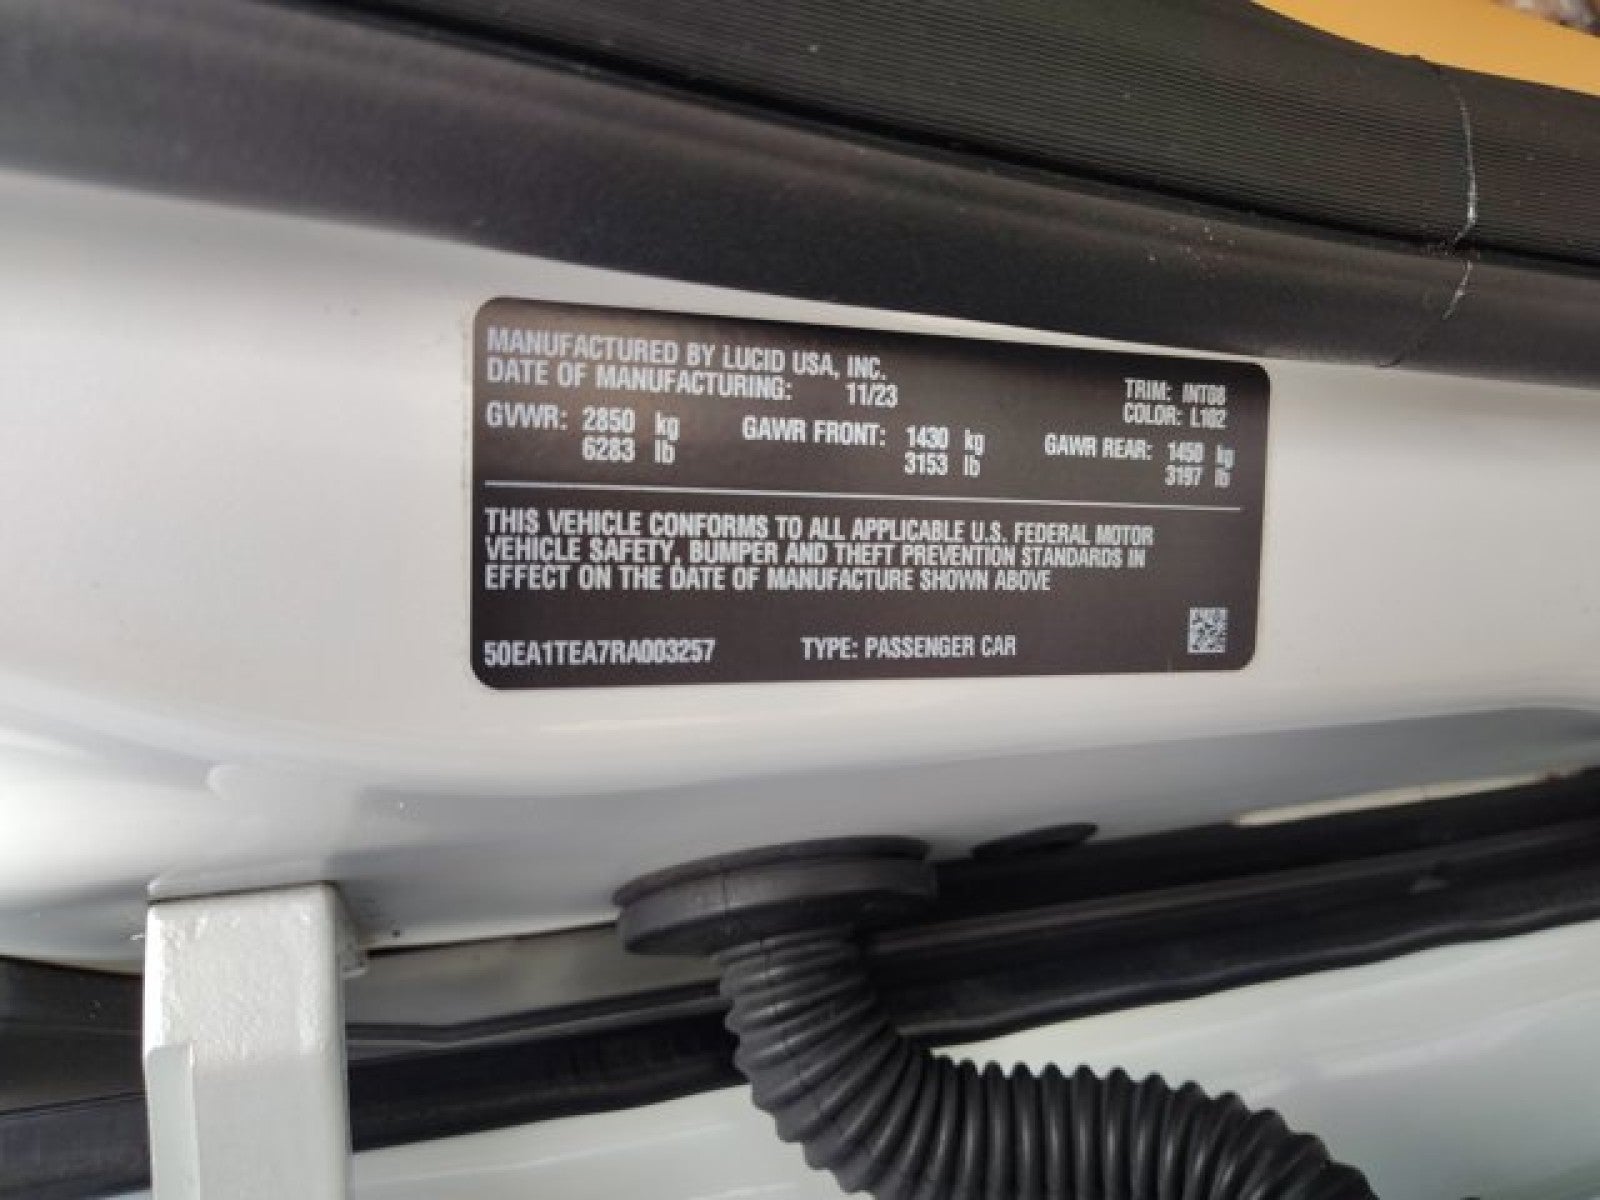 MANUFACTURED BY LUCID USA, INC.
DATE OF MANUFACTURING: 11/23
TRIM: INTG8
COLOR: L102
GVWR: 2850 kg GAWR FRONT: 1430 kg GAWR REAR: 1450 kg
6283 lb 3153 lb 3197 lb
THIS VEHICLE CONFORMS TO ALL APPLICABLE U.S. FEDERAL MOTOR
VEHICLE SAFETY, BUMPER AND THEFT PREVENTION STANDARDS IN
EFFECT ON THE DATE OF MANUFACTURE SHOWN ABOVE
50EA1TEA7RA003257 TYPE: PASSENGER CAR